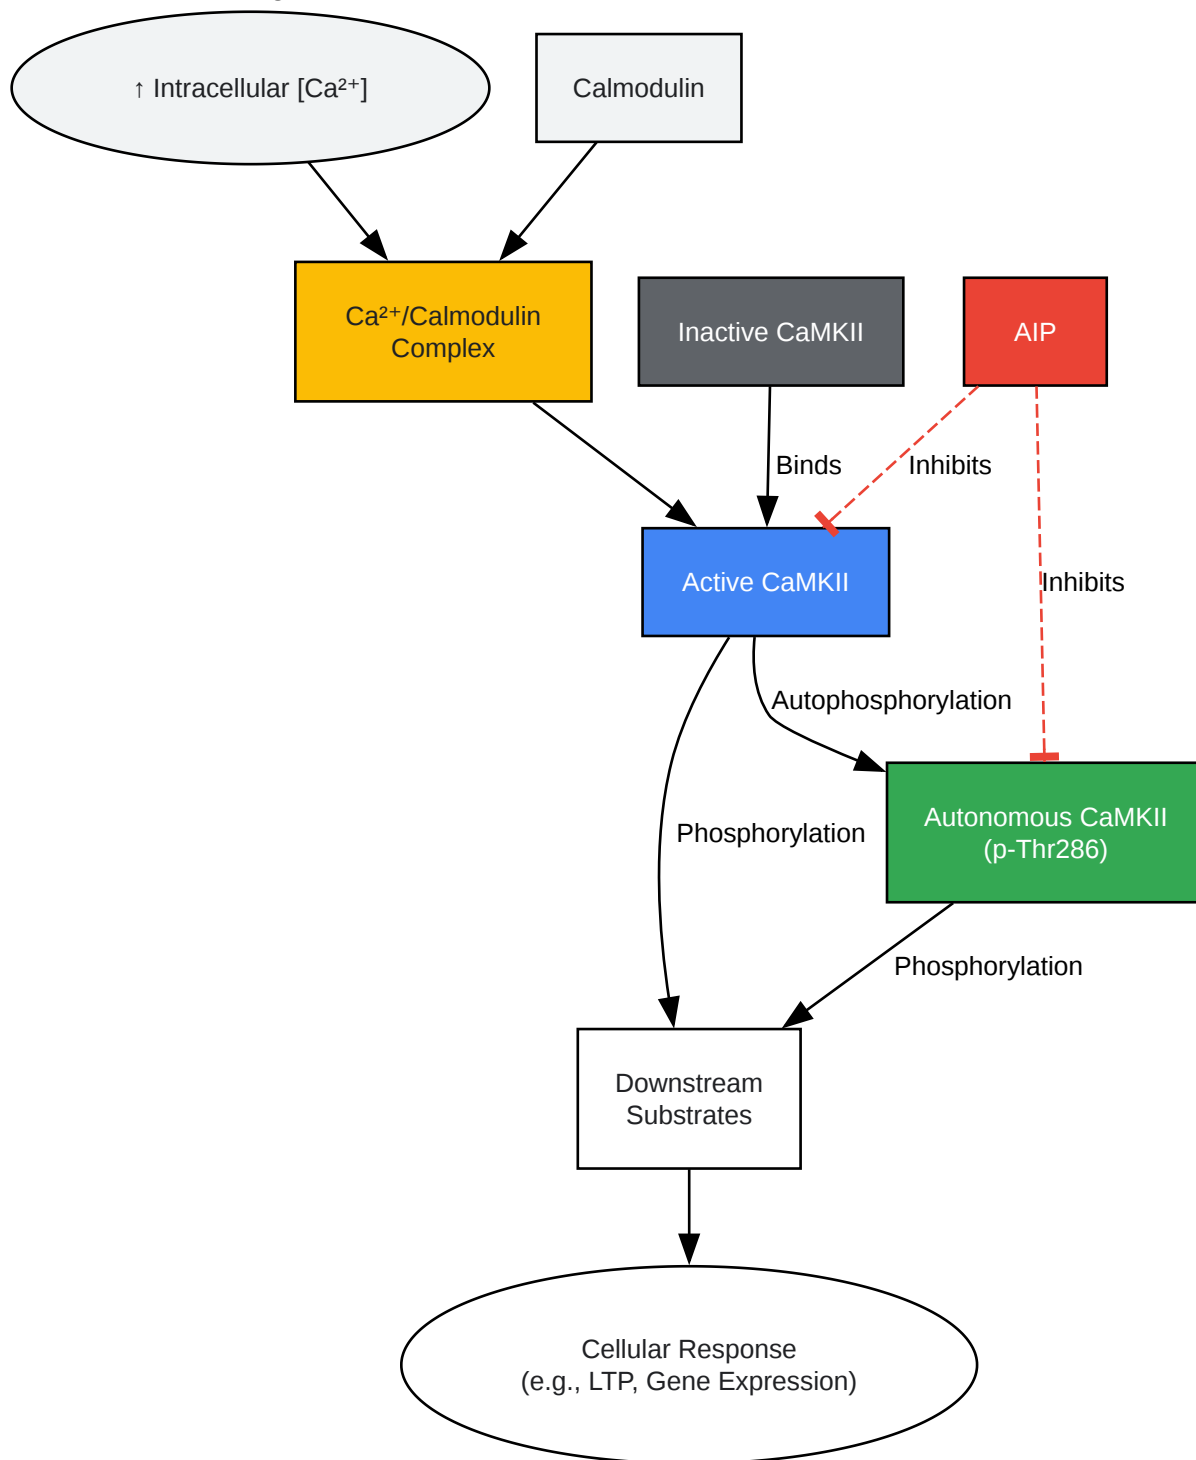 ↑ Intracellular [Ca²⁺]
Calmodulin
Ca²⁺/Calmodulin
Complex
Inactive CaMKII
AIP
Binds
Inhibits
Active CaMKII
Inhibits
Autophosphorylation
Autonomous CaMKII
(p-Thr286)
Phosphorylation
Phosphorylation
Downstream
Substrates
Cellular Response
(e.g., LTP, Gene Expression)